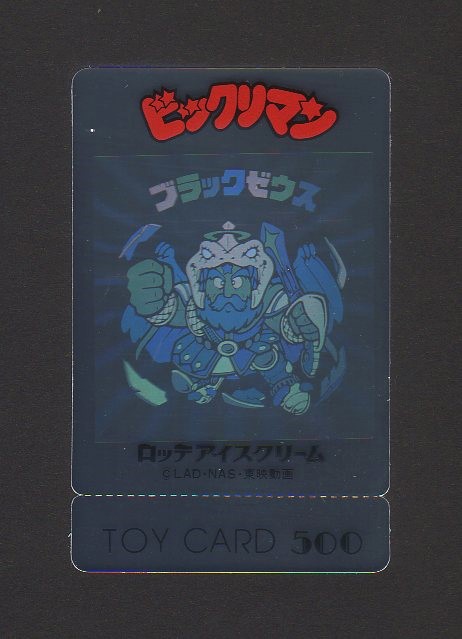 ビックリマン
ブラックゼウス
ロッテアイスクリーム
©LAD・NAS・東映動画
TOY CARD 500